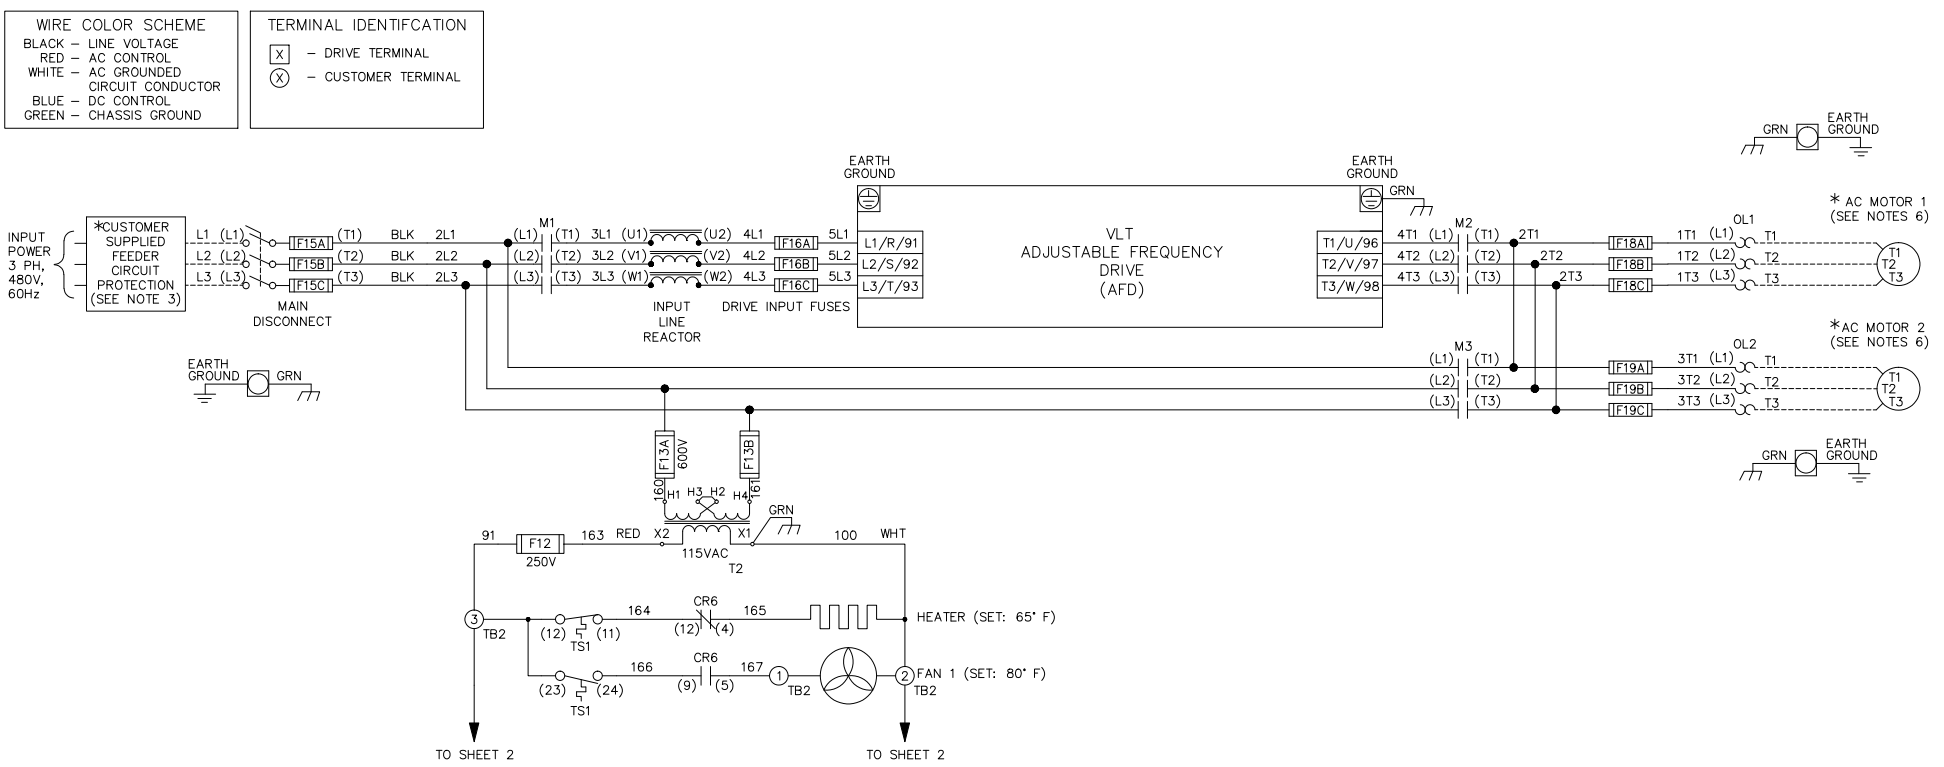 WIRE COLOR SCHEME
BLACK – LINE VOLTAGE
RED – AC CONTROL
WHITE – AC GROUNDED
CIRCUIT CONDUCTOR
BLUE – DC CONTROL
GREEN – CHASSIS GROUND
TERMINAL IDENTIFCATION
X – DRIVE TERMINAL
X – CUSTOMER TERMINAL
INPUT
POWER
3 PH,
480V,
60Hz
*CUSTOMER
SUPPLIED
FEEDER
CIRCUIT
PROTECTION
(SEE NOTE 3)
L1 (L1) F15A (T1) BLK 2L1 (L1) M1 (T1) 3L1 (U1) (U2) 4L1 F16A 5L1 L1/R/91
L2 (L2) F15B (T2) BLK 2L2 (L2) (T2) 3L2 (V1) (V2) 4L2 F16B 5L2 L2/S/92
L3 (L3) F15C (T3) BLK 2L3 (L3) (T3) 3L3 (W1) (W2) 4L3 F16C 5L3 L3/T/93
MAIN
DISCONNECT
INPUT
LINE
REACTOR
DRIVE INPUT FUSES
EARTH
GROUND
VLT
ADJUSTABLE FREQUENCY
DRIVE
(AFD)
EARTH
GROUND
GRN
T1/U/96 4T1 (L1) M2 (T1) 2T1 F18A 1T1 (L1) OL1 T1
T2/V/97 4T2 (L2) (T2) 2T2 F18B 1T2 (L2) T2
T3/W/98 4T3 (L3) (T3) 2T3 F18C 1T3 (L3) T3
GRN
EARTH
GROUND
* AC MOTOR 1
(SEE NOTES 6)
T1
T2
T3
EARTH
GROUND
GRN
(L1) M3 (T1) F19A 3T1 (L1) OL2 T1
(L2) (T2) F19B 3T2 (L2) T2
(L3) (T3) F19C 3T3 (L3) T3
*AC MOTOR 2
(SEE NOTES 6)
T1
T2
T3
GRN
EARTH
GROUND
F13A
600V
F13B
160 H1 H3 H2 H4 161
GRN
91 F12 163 RED X2 X1 100 WHT
250V
115VAC
T2
3
TB2
(12) (11)
TS1
164
CR6
(12) (4)
165
HEATER (SET: 65° F)
(23) (24)
TS1
166
CR6
(9) (5)
167
1
TB2
2
TB2
FAN 1 (SET: 80° F)
TO SHEET 2
TO SHEET 2